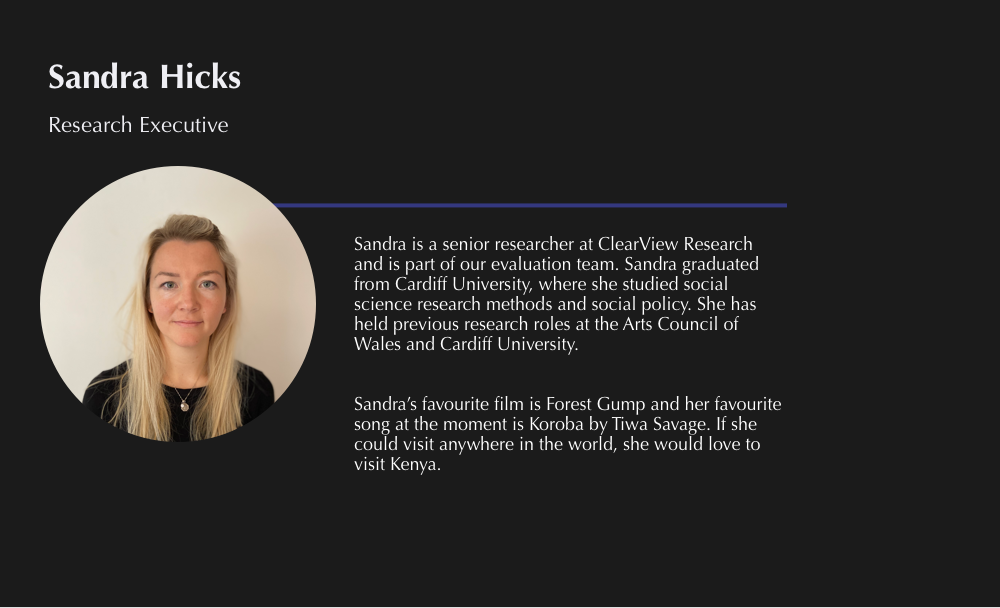 Sandra Hicks
Research Executive
Sandra is a senior researcher at ClearView Research
and is part of our evaluation team. Sandra graduated
from Cardiff University, where she studied social
science research methods and social policy. She has
held previous research roles at the Arts Council of
Wales and Cardiff University.
Sandra’s favourite film is Forest Gump and her favourite
song at the moment is Koroba by Tiwa Savage. If she
could visit anywhere in the world, she would love to
visit Kenya.